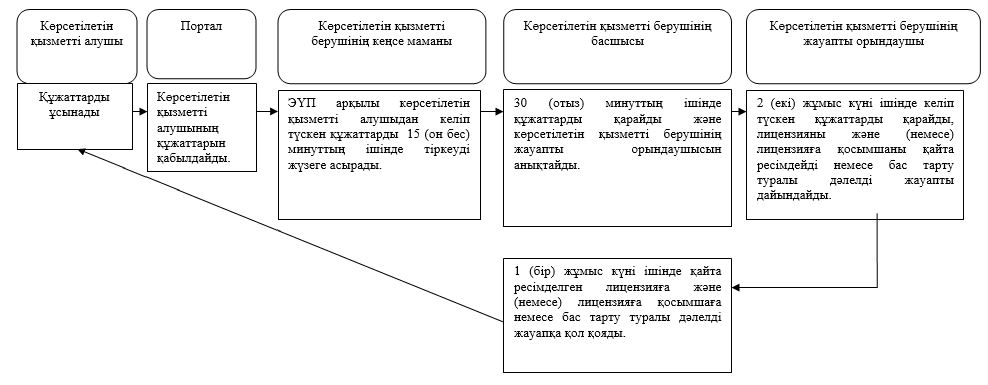 Көрсетілетін
қызметті алушы
Портал
Көрсетілетін қызметті
берушінің кеңсе маманы
Көрсетілетін қызметті берушінің
басшысы
Көрсетілетін қызметті берушінің
жауапты орындаушы
Құжаттарды
ұсынады
Көрсетілетін
қызметті
алушының
құжаттарын
қабылдайды.
ЭҮП арқылы көрсетілетін
қызметті алушыдан келіп
түскен құжаттарды 15 (он бес)
минуттың ішінде тіркеуді
жүзеге асырады.
30 (отыз) минуттың ішінде
құжаттарды қарайды және
көрсетілетін қызметті берушінің
жауапты орындаушысын
анықтайды.
2 (екі) жұмыс күні ішінде келіп
түскен құжаттарды қарайды,
лицензияны және (немесе)
лицензияға қосымшаны қайта
ресімдейді немесе бас тарту
туралы дәлелді жауапты
дайындайды.
1 (бір) жұмыс күні ішінде қайта
ресімделген лицензияға және
(немесе) лицензияға қосымшаға
немесе бас тарту туралы дәлелді
жауапқа қол қояды.